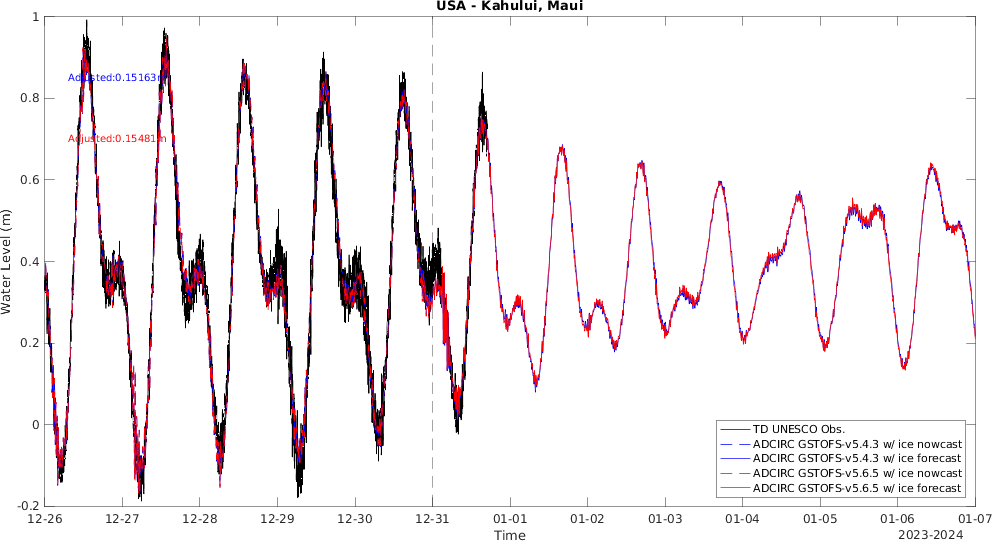 USA - Kahului, Maui
1
0.8
0.6
0.4
0.2
0
-0.2
Water Level (m)
Adjusted:0.15163m
Adjusted:0.15481m
TD UNESCO Obs.
ADCIRC GSTOFS-v5.4.3 w/ ice nowcast
ADCIRC GSTOFS-v5.4.3 w/ ice forecast
ADCIRC GSTOFS-v5.6.5 w/ ice nowcast
ADCIRC GSTOFS-v5.6.5 w/ ice forecast
12-26 12-27 12-28 12-29 12-30 12-31 01-01 01-02 01-03 01-04 01-05 01-06 01-07
Time
2023-2024